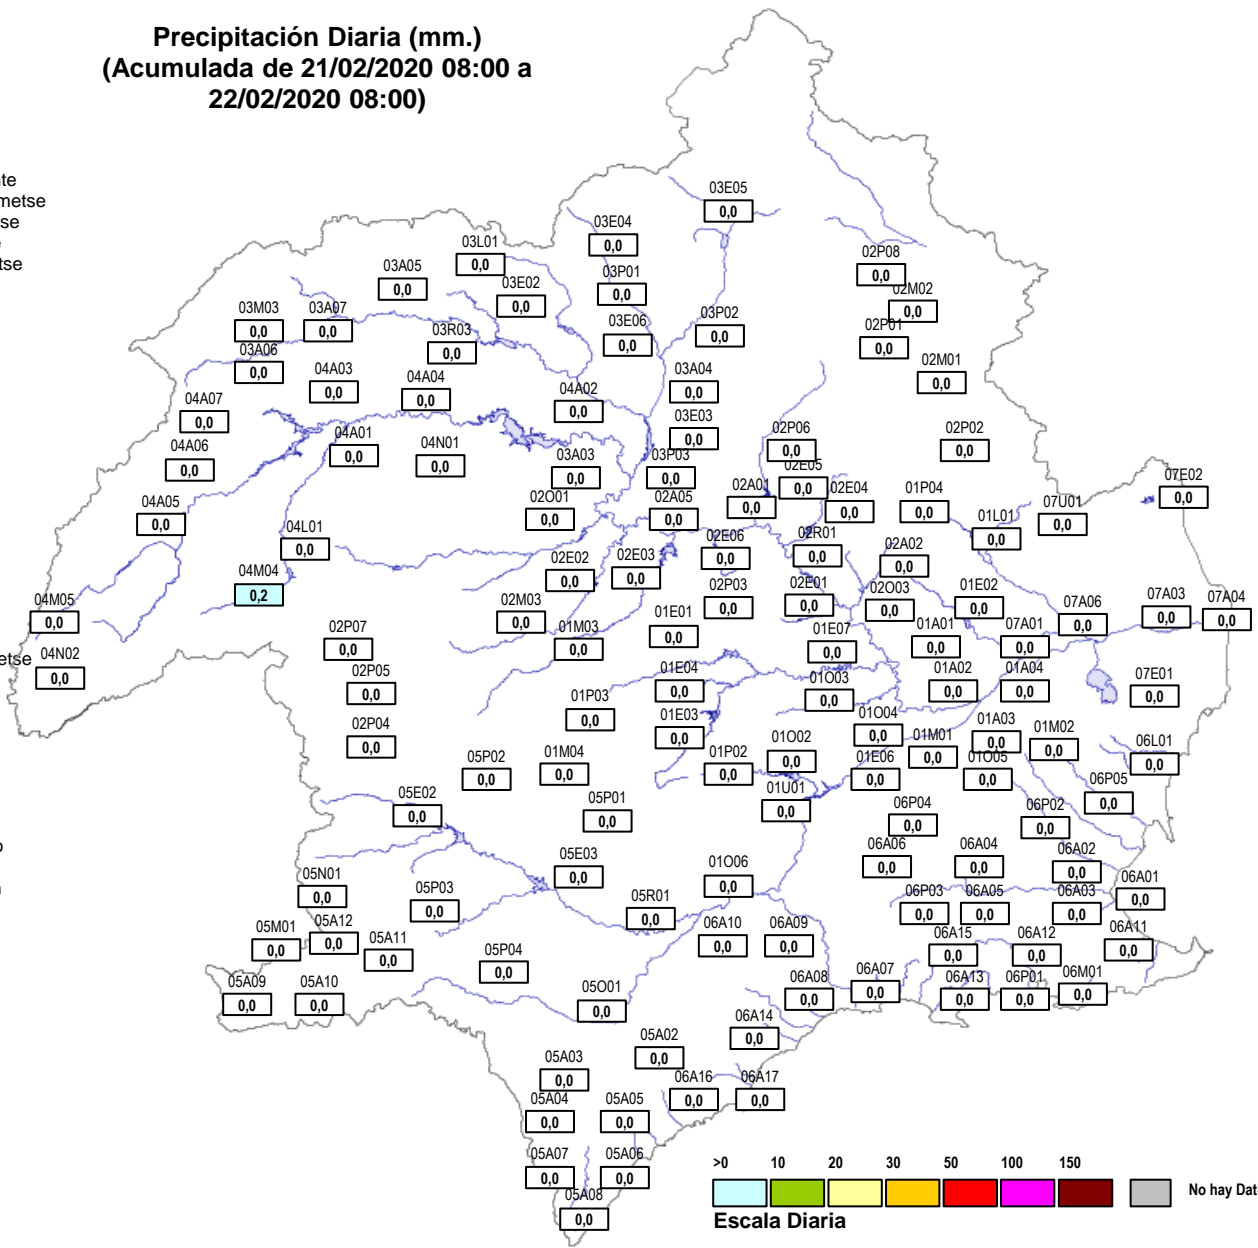 Precipitación Diaria (mm.)
(Acumulada de 21/02/2020 08:00 a
22/02/2020 08:00)
nte
metse
se
tse
03E05
0,0
03E04
0,0
03L01
0,0
02P08
0,0
03A05
0,0
03P01
0,0
03E02
0,0
02M02
0,0
03M03
0,0
03A07
0,0
03P02
0,0
03R03
0,0
03E06
0,0
02P01
0,0
03A06
0,0
02M01
0,0
04A03
0,0
04A04
0,0
03A04
0,0
04A02
0,0
04A07
0,0
03E03
0,0
04A01
0,0
04N01
0,0
02P06
0,0
02P02
0,0
04A06
0,0
03A03
0,0
03P03
0,0
02E05
0,0
07E02
0,0
02A01
0,0
02E04
0,0
01P04
0,0
04A05
0,0
02O01
0,0
02A05
0,0
07U01
0,0
01L01
0,0
04L01
0,0
02E06
0,0
02R01
0,0
02A02
0,0
04M04
0,2
02E02
0,0
02E03
0,0
02P03
0,0
02E01
0,0
02O03
0,0
01E02
0,0
07A03
0,0
07A04
0,0
04M05
0,0
02M03
0,0
01E01
0,0
07A06
0,0
02P07
0,0
01M03
0,0
01E07
0,0
01A01
0,0
07A01
0,0
etse
04N02
0,0
02P05
0,0
01E04
0,0
01O03
0,0
01A02
0,0
01A04
0,0
07E01
0,0
01P03
0,0
02P04
0,0
01E03
0,0
01O04
0,0
01A03
0,0
01M02
0,0
05P02
0,0
01M04
0,0
01P02
0,0
01O02
0,0
01M01
0,0
01E06
0,0
01O05
0,0
06L01
0,0
05E02
0,0
05P01
0,0
01U01
0,0
06P04
0,0
06P02
0,0
06P05
0,0
05E03
0,0
01O06
0,0
06A06
0,0
06A04
0,0
06A02
0,0
05N01
0,0
05P03
0,0
05R01
0,0
06P03
0,0
06A05
0,0
06A03
0,0
06A01
0,0
05M01
0,0
05A12
0,0
05A11
0,0
05P04
0,0
06A10
0,0
06A09
0,0
06A15
0,0
06A12
0,0
06A11
0,0
05A09
0,0
05A10
0,0
05O01
0,0
06A08
0,0
06A07
0,0
06A13
0,0
06P01
0,0
06M01
0,0
06A14
0,0
05A02
0,0
05A03
0,0
06A16
0,0
06A17
0,0
05A04
0,0
05A05
0,0
05A07
0,0
05A06
0,0
05A08
0,0
>0 10 20 30 50 100 150
No hay Dat
Escala Diaria